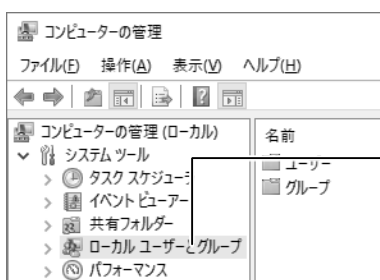 コンピューターの管理
ファイル(F) 操作(A) 表示(V) ヘルプ(H)
コンピューターの管理 (ローカル)
システム ツール
タスク スケジューラ
イベント ビューアー
共有フォルダー
ローカル ユーザーとグループ
パフォーマンス
名前
ユーザー
グループ